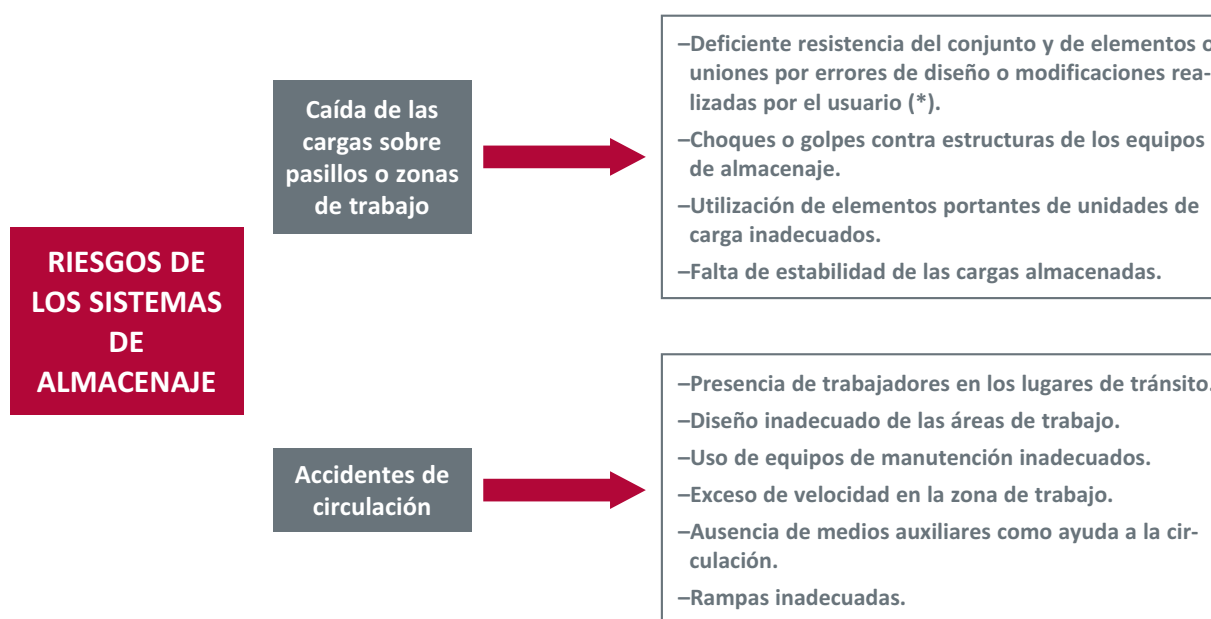 RIESGOS DE
LOS SISTEMAS
DE
ALMACENAJE
Caída de las
cargas sobre
pasillos o zonas
de trabajo
–Deficiente resistencia del conjunto y de elementos o
uniones por errores de diseño o modificaciones rea-
lizadas por el usuario (*).
–Choques o golpes contra estructuras de los equipos
de almacenaje.
–Utilización de elementos portantes de unidades de
carga inadecuados.
–Falta de estabilidad de las cargas almacenadas.
Accidentes de
circulación
–Presencia de trabajadores en los lugares de tránsito.
–Diseño inadecuado de las áreas de trabajo.
–Uso de equipos de manutención inadecuados.
–Exceso de velocidad en la zona de trabajo.
–Ausencia de medios auxiliares como ayuda a la cir-
culación.
–Rampas inadecuadas.